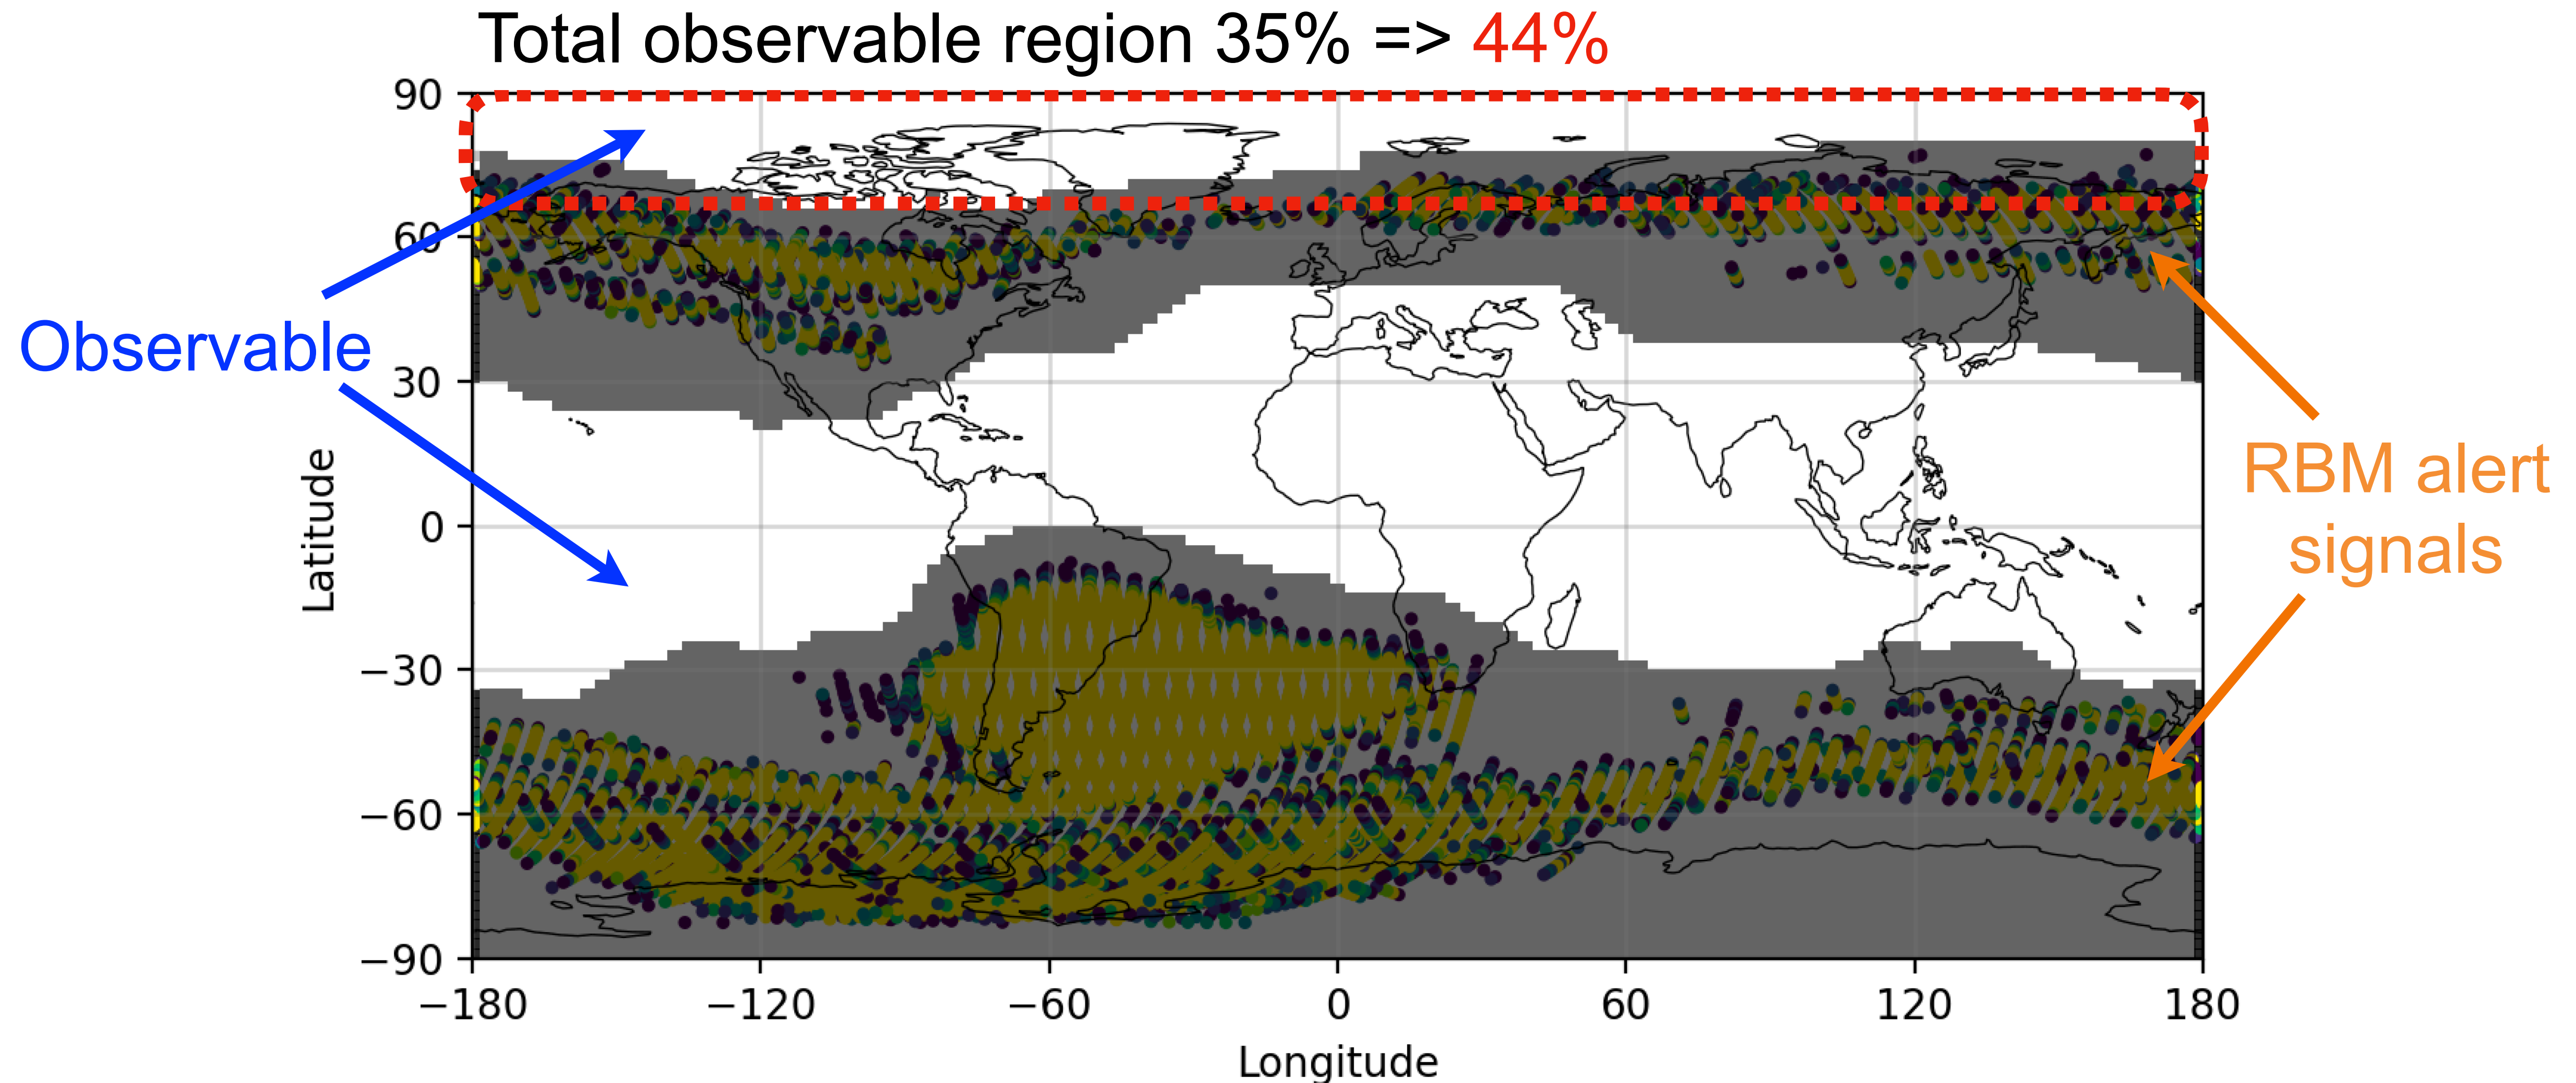 Total observable region 35% => 44%
90
60
30
0
−30
−60
−90
Latitude
Observable
RBM alert
signals
−180
−120
−60
0
60
120
180
Longitude